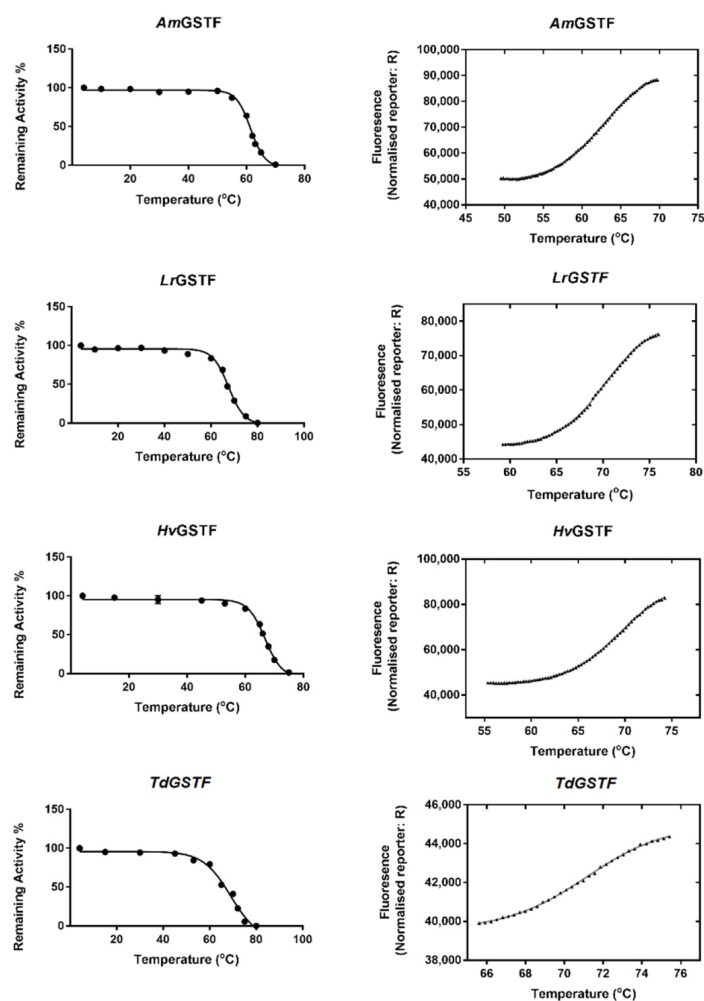 AmGSTF
Remaining Activity %
150
100
50
0
0
20
40
60
80
Temperature (°C)
AmGSTF
Fluoresence
(Normalised reporter: R)
100,000
90,000
80,000
70,000
60,000
50,000
40,000
45
50
55
60
65
70
75
Temperature (°C)
LrGSTF
Remaining Activity %
150
100
50
0
0
20
40
60
80
100
Temperature (°C)
LrGSTF
Fluoresence
(Normalised reporter: R)
80,000
70,000
60,000
50,000
40,000
55
60
65
70
75
80
Temperature (°C)
HvGSTF
Remaining Activity %
150
100
50
0
0
20
40
60
80
Temperature (°C)
HvGSTF
Fluoresence
(Normalised reporter: R)
100,000
80,000
60,000
40,000
55
60
65
70
75
Temperature (°C)
TdGSTF
Remaining Activity %
150
100
50
0
0
20
40
60
80
100
Temperature (°C)
TdGSTF
Fluoresence
(Normalised reporter: R)
46,000
44,000
42,000
40,000
38,000
66
68
70
72
74
76
Temperature (°C)